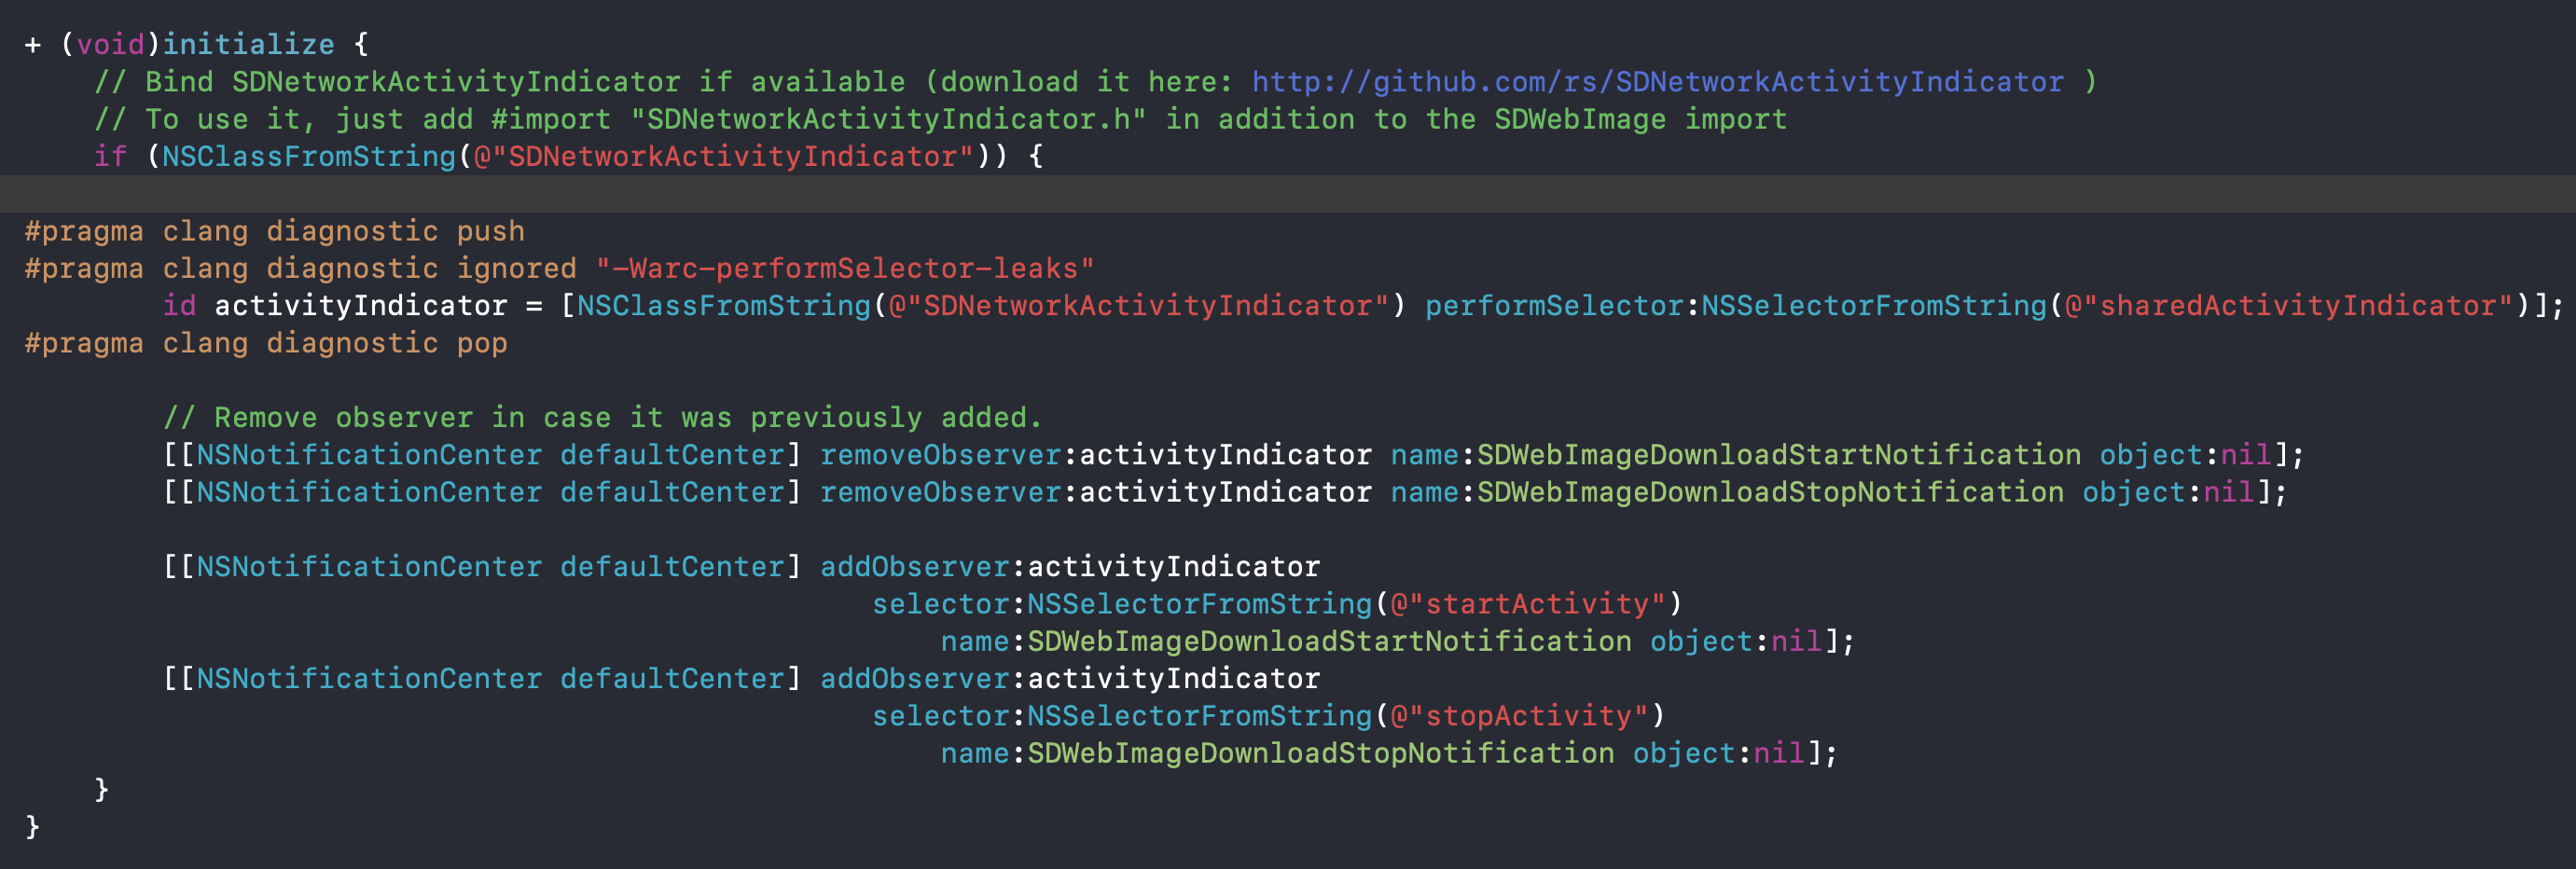 + (void)initialize {
    // Bind SDNetworkActivityIndicator if available (download it here: http://github.com/rs/SDNetworkActivityIndicator )
    // To use it, just add #import "SDNetworkActivityIndicator.h" in addition to the SDWebImage import
    if (NSClassFromString(@"SDNetworkActivityIndicator")) {
#pragma clang diagnostic push
#pragma clang diagnostic ignored "-Warc-performSelector-leaks"
        id activityIndicator = [NSClassFromString(@"SDNetworkActivityIndicator") performSelector:NSSelectorFromString(@"sharedActivityIndicator")];
#pragma clang diagnostic pop
        // Remove observer in case it was previously added.
        [[NSNotificationCenter defaultCenter] removeObserver:activityIndicator name:SDWebImageDownloadStartNotification object:nil];
        [[NSNotificationCenter defaultCenter] removeObserver:activityIndicator name:SDWebImageDownloadStopNotification object:nil];
        [[NSNotificationCenter defaultCenter] addObserver:activityIndicator
                                                 selector:NSSelectorFromString(@"startActivity")
                                                     name:SDWebImageDownloadStartNotification object:nil];
        [[NSNotificationCenter defaultCenter] addObserver:activityIndicator
                                                 selector:NSSelectorFromString(@"stopActivity")
                                                     name:SDWebImageDownloadStopNotification object:nil];
    }
}